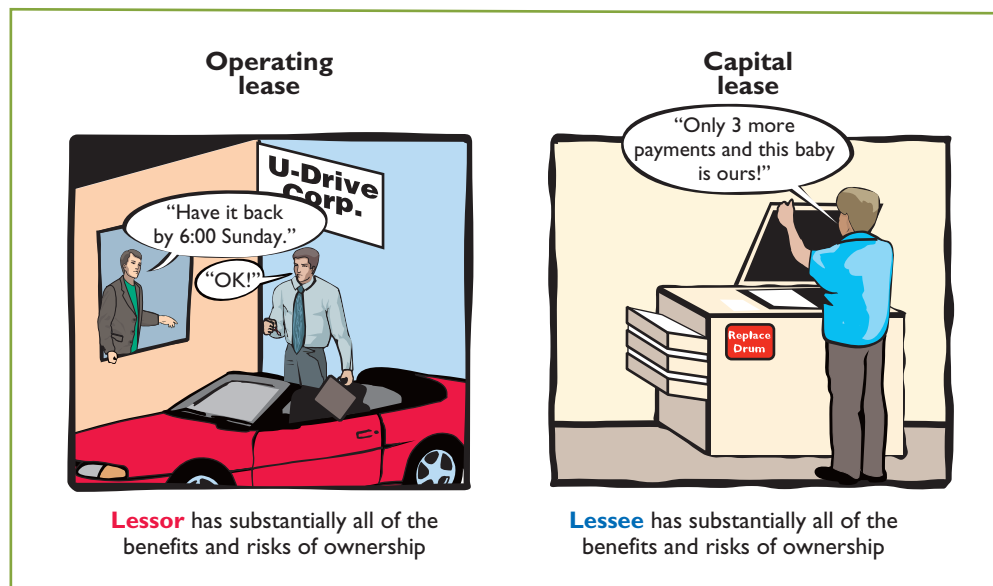 Operating
lease
U-Drive
Corp.
“Have it back
by 6:00 Sunday.”
“OK!”
Lessor has substantially all of the
benefits and risks of ownership
Capital
lease
“Only 3 more
payments and this baby
is ours!”
Replace
Drum
Lessee has substantially all of the
benefits and risks of ownership